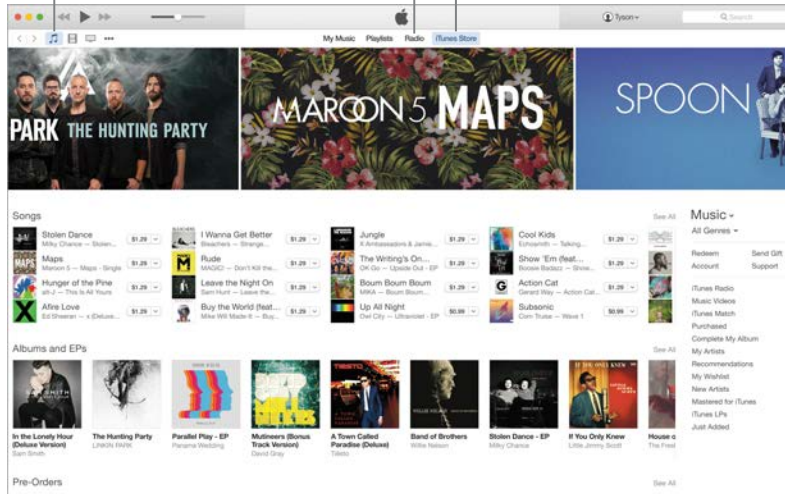 Tyson
Search
My Music Playlists Radio iTunes Store
PARK THE HUNTING PARTY
MAROON 5 MAPS
SPOON
Songs
See All
Stolen Dance
Milky Chance — Stolen...
$1.29
Maps
Maroon 5 — Maps - Single
$1.29
Hunger of the Pine
alt-J — This Is All Yours
$1.29
Afire Love
Ed Sheeran — x (Deluxe...
$1.29
I Wanna Get Better
Bleachers — Strange...
$1.29
Rude
MAGIC! — Don't Kill the...
$1.29
Leave the Night On
Sam Hunt — Leave the...
$1.29
Buy the World (feat...
Mike Will Made-It — Buy...
$1.29
Jungle
X Ambassadors & Jamie...
$1.29
The Writing's On...
OK Go — Upside Out - EP
$1.29
Boum Boum Boum
MIKA — Boum Boum...
$1.29
Up All Night
Owl City — Ultraviolet - EP
$0.99
Cool Kids
Echosmith — Talking...
$1.29
Show 'Em (feat...
Boosie Badazz — Show...
$1.29
Action Cat
Gerard Way — Action Cat...
$1.29
Subsonic
Com Truise — Wave 1
$0.99
Music
All Genres
Redeem Send Gift
Account Support
iTunes Radio
Music Videos
iTunes Match
Purchased
Complete My Album
My Artists
Recommendations
My Wishlist
New Artists
Mastered for iTunes
iTunes LPs
Just Added
Albums and EPs
See All
In the Lonely Hour
(Deluxe Version)
Sam Smith
The Hunting Party
LINKIN PARK
Parallel Play - EP
Panama Wedding
Mutineers (Bonus
Track Version)
David Gray
A Town Called
Paradise (Deluxe)
Tiësto
Band of Brothers
Willie Nelson
Stolen Dance - EP
Milky Chance
If You Only Knew
Little Jimmy Scott
House o
The Fred
Pre-Orders
See All